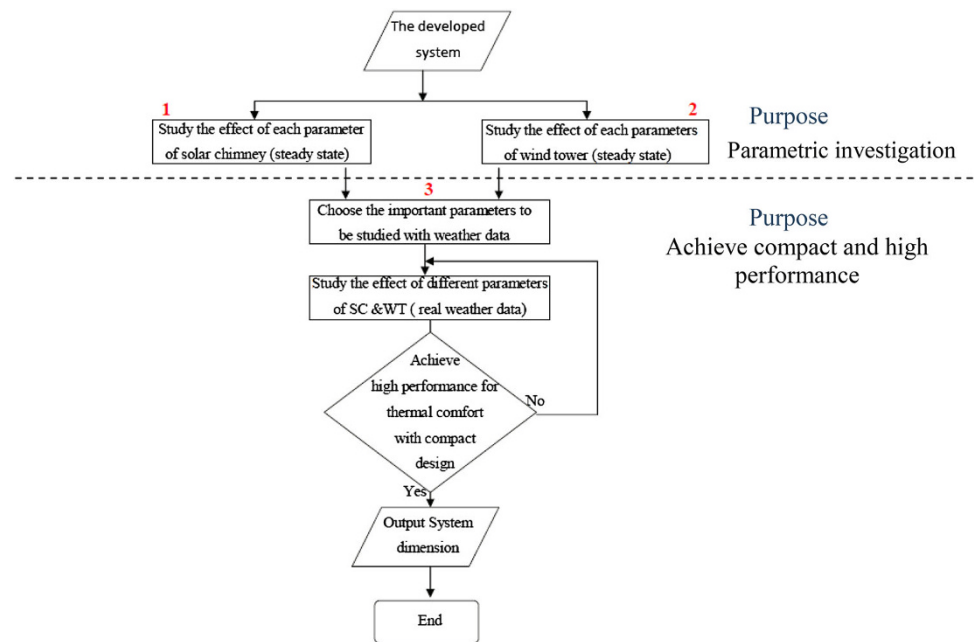 The developed
system
1
Study the effect of each parameter
of solar chimney (steady state)
2
Study the effect of each parameters
of wind tower (steady state)
Purpose
Parametric investigation
3
Choose the important parameters to
be studied with weather data
Purpose
Achieve compact and high
performance
Study the effect of different parameters
of SC &WT ( real weather data)
Achieve
high performance for
thermal comfort
with compact
design
No
Yes
Output System
dimension
End